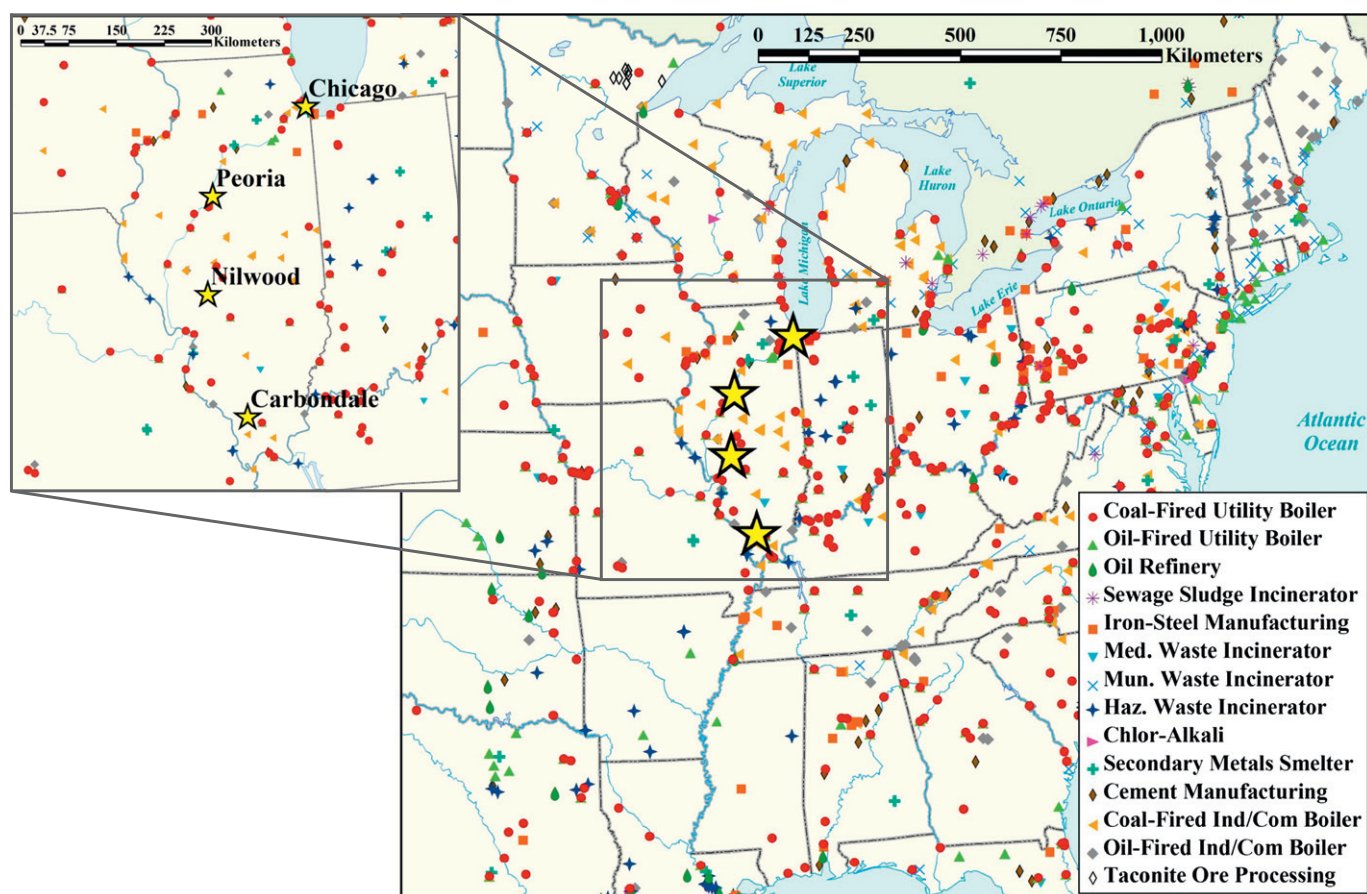 0 37.5 75 150 225 300
Kilometers
Chicago
Peoria
Nilwood
Carbondale
0 125 250 500 750 1,000
Kilometers
Lake
Superior
Lake
Huron
Lake Michigan
Lake Ontario
Lake Erie
Atlantic
Ocean
Coal-Fired Utility Boiler
Oil-Fired Utility Boiler
Oil Refinery
Sewage Sludge Incinerator
Iron-Steel Manufacturing
Med. Waste Incinerator
Mun. Waste Incinerator
Haz. Waste Incinerator
Chlor-Alkali
Secondary Metals Smelter
Cement Manufacturing
Coal-Fired Ind/Com Boiler
Oil-Fired Ind/Com Boiler
Taconite Ore Processing